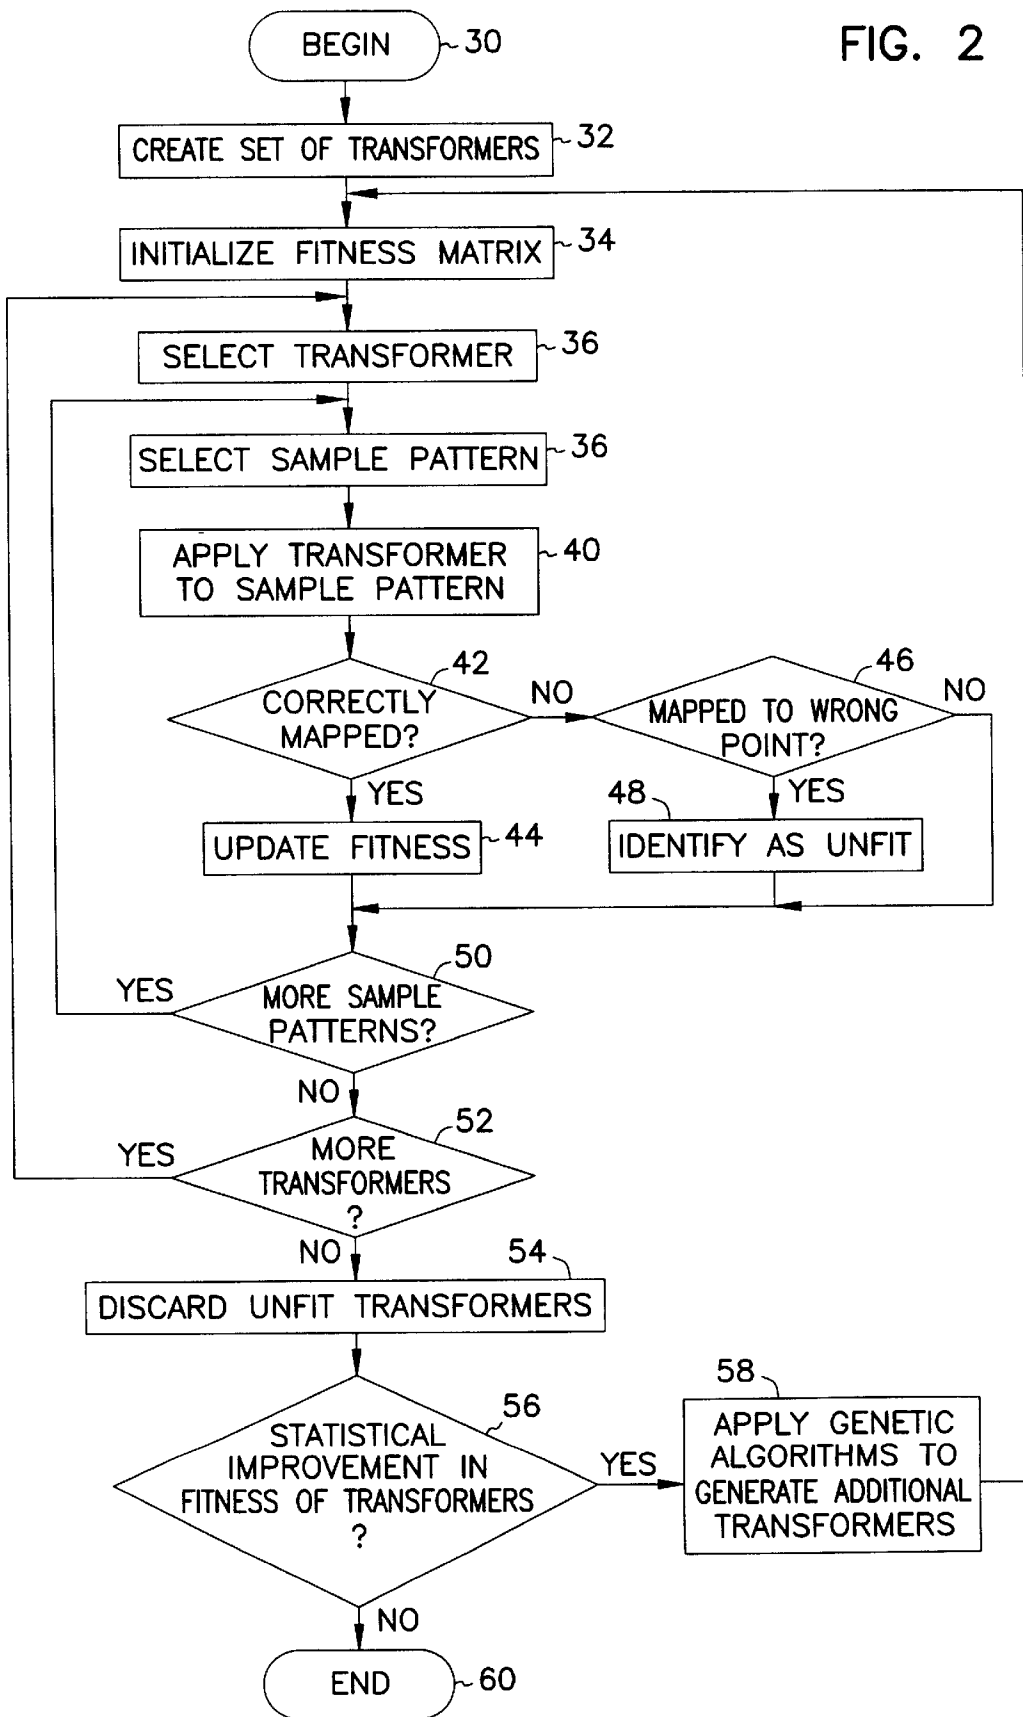 FIG. 2
BEGIN 30
CREATE SET OF TRANSFORMERS 32
INITIALIZE FITNESS MATRIX 34
SELECT TRANSFORMER 36
SELECT SAMPLE PATTERN 36
APPLY TRANSFORMER
TO SAMPLE PATTERN
40
42
CORRECTLY
MAPPED?
NO
46
MAPPED TO WRONG
POINT?
NO
YES
YES
UPDATE FITNESS 44
48
IDENTIFY AS UNFIT
50
MORE SAMPLE
PATTERNS?
YES
NO
52
MORE
TRANSFORMERS
?
YES
NO
54
DISCARD UNFIT TRANSFORMERS
56
STATISTICAL
IMPROVEMENT IN
FITNESS OF TRANSFORMERS
?
YES
58
APPLY GENETIC
ALGORITHMS TO
GENERATE ADDITIONAL
TRANSFORMERS
NO
END 60